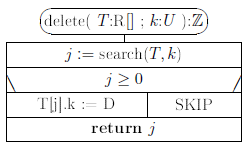 delete( T:R[] ; k:U ):ℤ
j := search(T, k)
j ≥ 0
T[j].k := D SKIP
return j